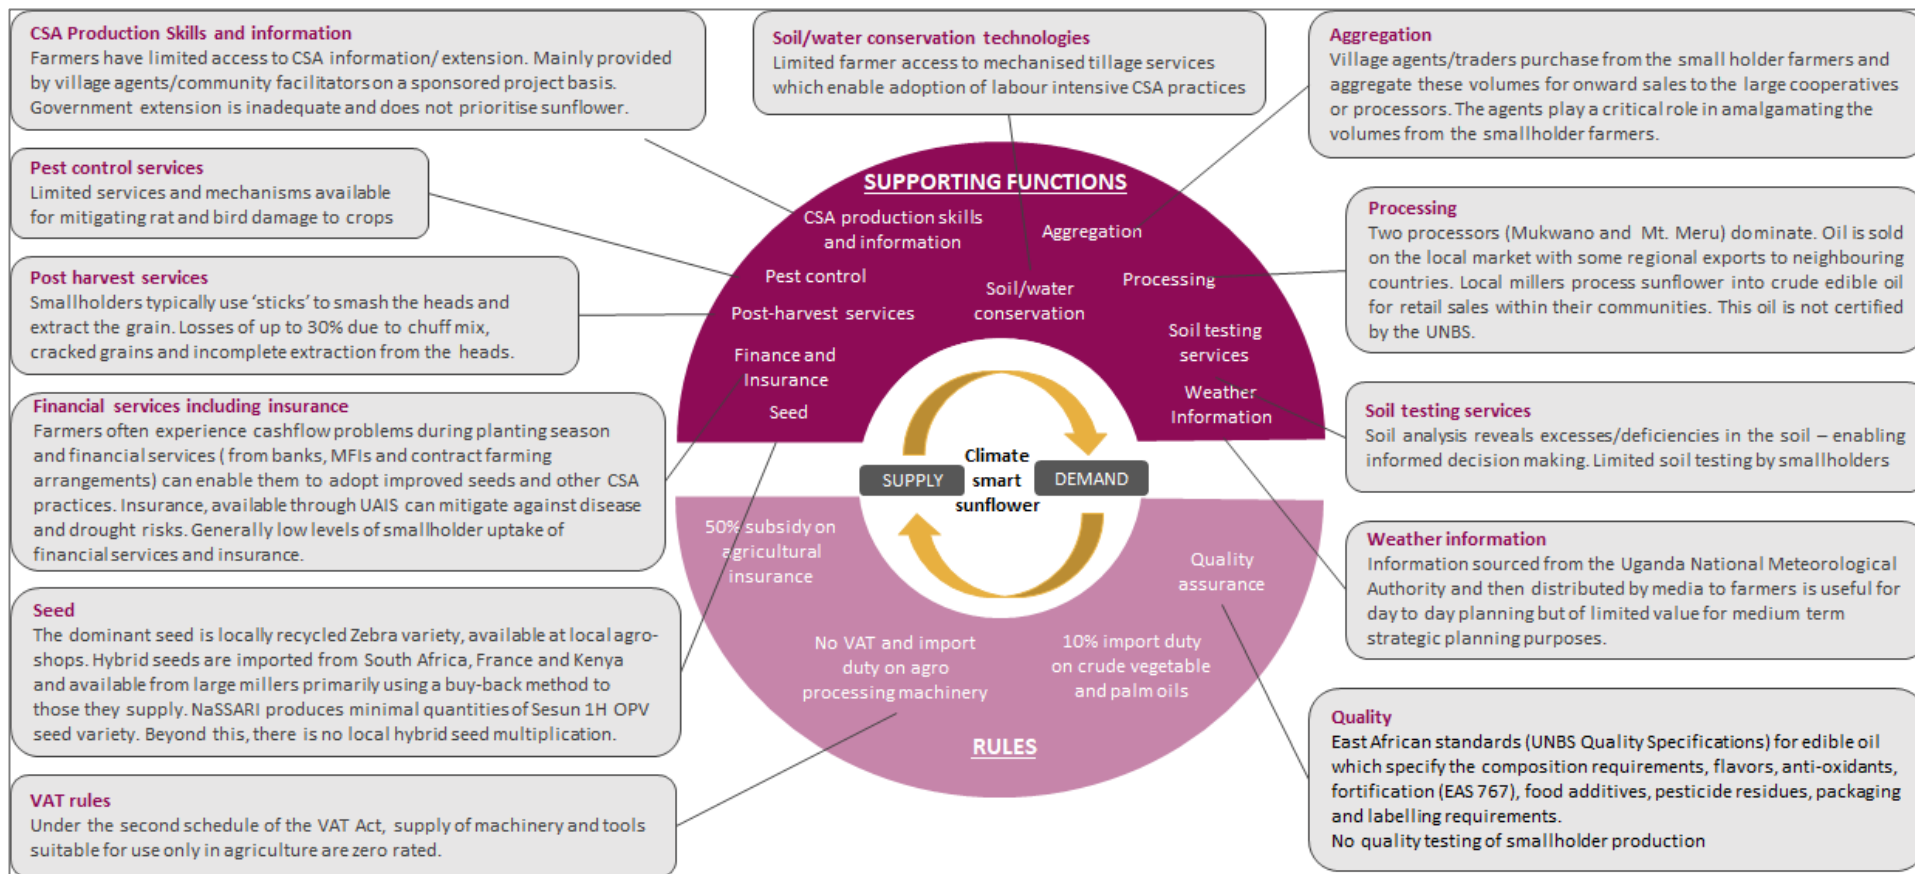 CSA Production Skills and information
Farmers have limited access to CSA information/ extension. Mainly provided
by village agents/community facilitators on a sponsored project basis.
Government extension is inadequate and does not prioritise sunflower.
Pest control services
Limited services and mechanisms available
for mitigating rat and bird damage to crops
Post harvest services
Smallholders typically use ‘sticks’ to smash the heads and
extract the grain. Losses of up to 30% due to chuff mix,
cracked grains and incomplete extraction from the heads.
Financial services including insurance
Farmers often experience cashflow problems during planting season
and financial services ( from banks, MFIs and contract farming
arrangements) can enable them to adopt improved seeds and other CSA
practices. Insurance, available through UAIS can mitigate against disease
and drought risks. Generally low levels of smallholder uptake of
financial services and insurance.
Seed
The dominant seed is locally recycled Zebra variety, available at local agro-
shops. Hybrid seeds are imported from South Africa, France and Kenya
and available from large millers primarily using a buy-back method to
those they supply. NaSSARI produces minimal quantities of Sesun 1H OPV
seed variety. Beyond this, there is no local hybrid seed multiplication.
VAT rules
Under the second schedule of the VAT Act, supply of machinery and tools
suitable for use only in agriculture are zero rated.
Soil/water conservation technologies
Limited farmer access to mechanised tillage services
which enable adoption of labour intensive CSA practices
SUPPORTING FUNCTIONS
CSA production skills
and information
Aggregation
Pest control
Processing
Soil/water
conservation
Post-harvest services
Soil testing
services
Finance and
Insurance
Weather
Information
Seed
SUPPLY
Climate
smart
sunflower
DEMAND
50% subsidy on
agricultural
insurance
Quality
assurance
No VAT and import
duty on agro
processing machinery
10% import duty
on crude vegetable
and palm oils
RULES
Aggregation
Village agents/traders purchase from the small holder farmers and
aggregate these volumes for onward sales to the large cooperatives
or processors. The agents play a critical role in amalgamating the
volumes from the smallholder farmers.
Processing
Two processors (Mukwano and Mt. Meru) dominate. Oil is sold
on the local market with some regional exports to neighbouring
countries. Local millers process sunflower into crude edible oil
for retail sales within their communities. This oil is not certified
by the UNBS.
Soil testing services
Soil analysis reveals excesses/deficiencies in the soil – enabling
informed decision making. Limited soil testing by smallholders
Weather information
Information sourced from the Uganda National Meteorological
Authority and then distributed by media to farmers is useful for
day to day planning but of limited value for medium term
strategic planning purposes.
Quality
East African standards (UNBS Quality Specifications) for edible oil
which specify the composition requirements, flavors, anti-oxidants,
fortification (EAS 767), food additives, pesticide residues, packaging
and labelling requirements.
No quality testing of smallholder production